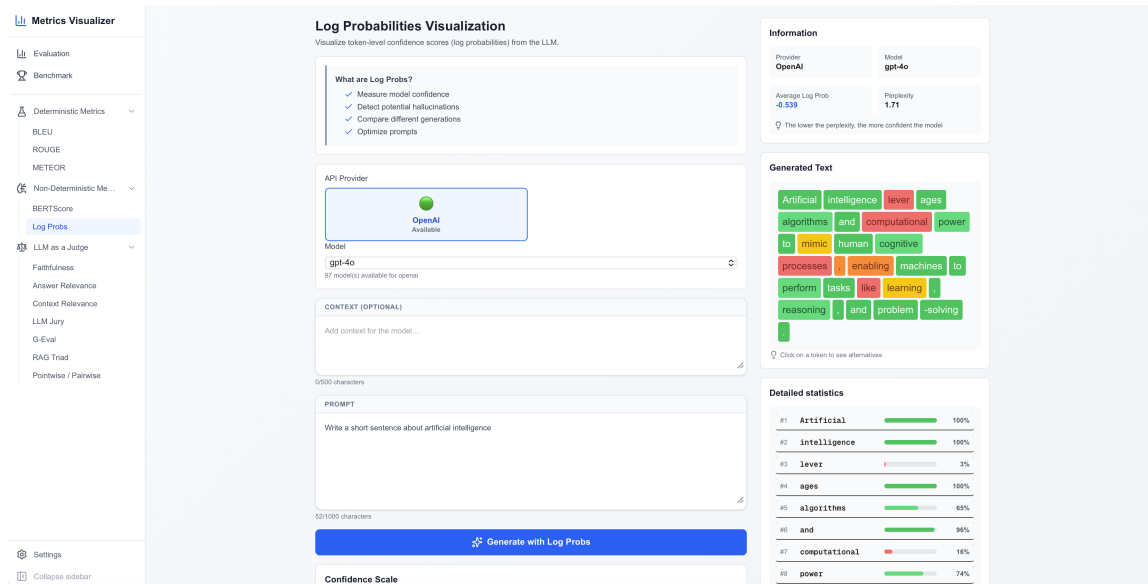 Metrics Visualizer
Evaluation
Benchmark
Deterministic Metrics
BLEU
ROUGE
METEOR
Non-Deterministic Me...
BERTScore
Log Probs
LLM as a Judge
Faithfulness
Answer Relevance
Context Relevance
LLM Jury
G-Eval
RAG Triad
Pointwise / Pairwise
Settings
Collapse sidebar
Log Probabilities Visualization
Visualize token-level confidence scores (log probabilities) from the LLM.
What are Log Probs?
Measure model confidence
Detect potential hallucinations
Compare different generations
Optimize prompts
API Provider
OpenAI
Available
Model
gpt-4o
97 model(s) available for openai
CONTEXT (OPTIONAL)
Add context for the model...
0/500 characters
PROMPT
Write a short sentence about artificial intelligence
52/1000 characters
Generate with Log Probs
Confidence Scale
Information
Provider
OpenAI
Model
gpt-4o
Average Log Prob
-0.539
Perplexity
1.71
The lower the perplexity, the more confident the model
Generated Text
Artificial intelligence lever ages
algorithms and computational power
to mimic human cognitive
processes , enabling machines to
perform tasks like learning ,
reasoning , and problem -solving
.
Click on a token to see alternatives
Detailed statistics
#1 Artificial 100%
#2 intelligence 100%
#3 lever 3%
#4 ages 100%
#5 algorithms 65%
#6 and 96%
#7 computational 16%
#8 power 74%